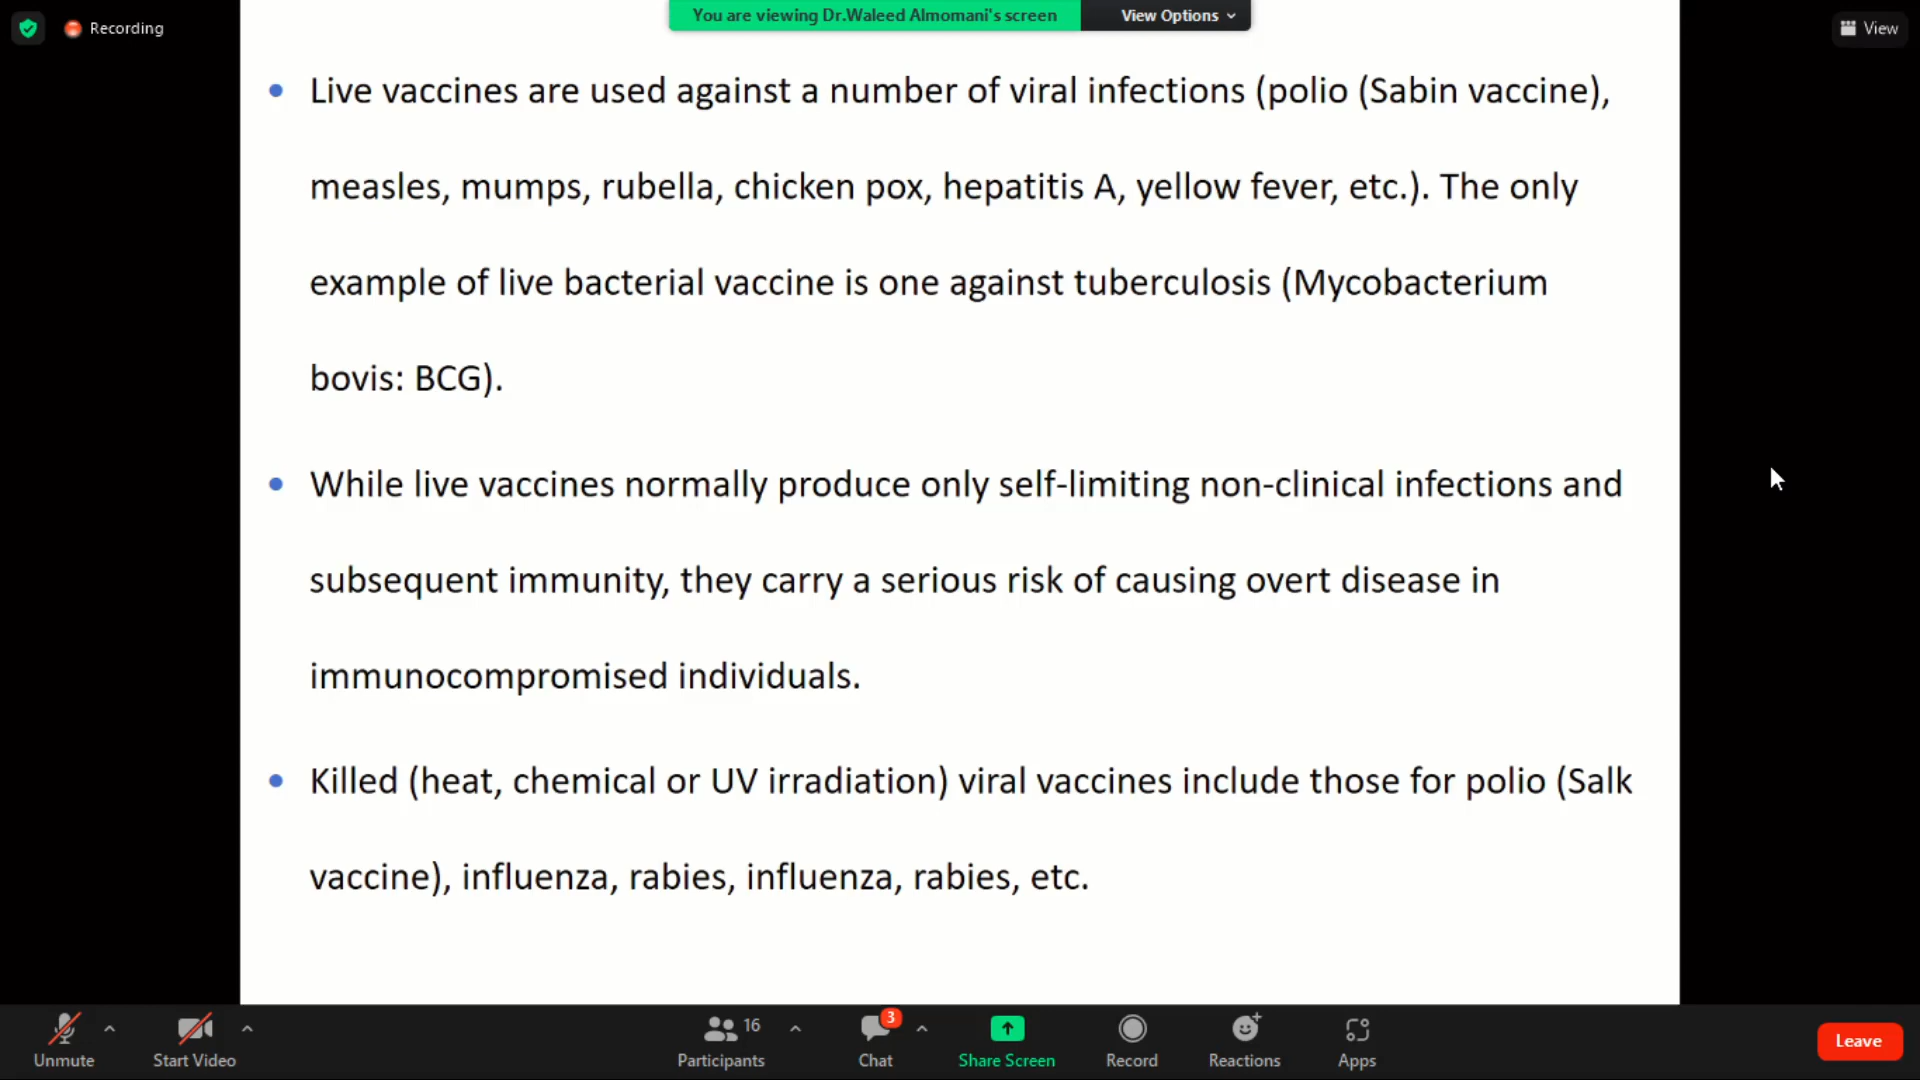 Recording
You are viewing Dr.Waleed Almomani's screen
View Options
View
• Live vaccines are used against a number of viral infections (polio (Sabin vaccine),
measles, mumps, rubella, chicken pox, hepatitis A, yellow fever, etc.). The only
example of live bacterial vaccine is one against tuberculosis (Mycobacterium
bovis: BCG).
• While live vaccines normally produce only self-limiting non-clinical infections and
subsequent immunity, they carry a serious risk of causing overt disease in
immunocompromised individuals.
• Killed (heat, chemical or UV irradiation) viral vaccines include those for polio (Salk
vaccine), influenza, rabies, influenza, rabies, etc.
Unmute
Start Video
16
Participants
3
Chat
Share Screen
Record
Reactions
Apps
Leave